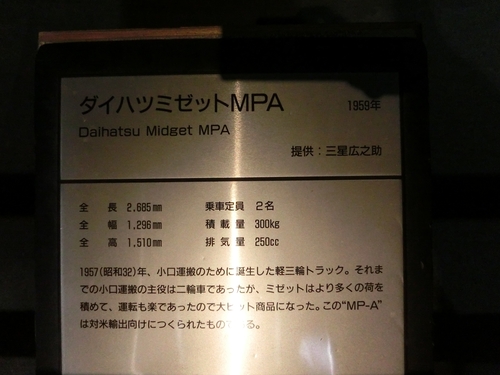 ダイハツミゼットMPA 1959年
Daihatsu Midget MPA
提供：三星広之助
全 長 2,685㎜ 乗車定員 2名
全 幅 1,296㎜ 積 載 量 300kg
全 高 1,510㎜ 排 気 量 250cc
1957(昭和32)年、小口運搬のために誕生した軽三輪トラック。それま
での小口運搬の主役は二輪車であったが、ミゼットはより多くの荷を
積めて、運転も楽であったので大ヒット商品になった。この“MP-A”
は対米輸出向けにつくられたものである。